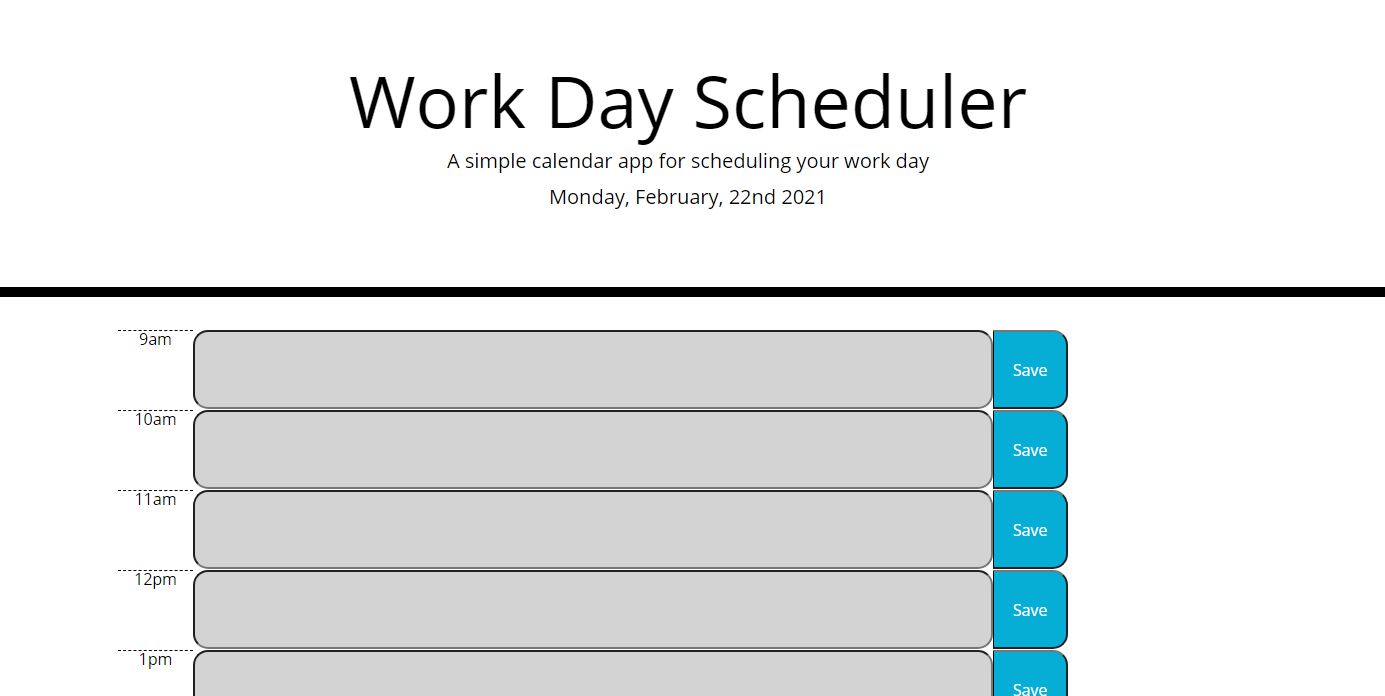 Work Day Scheduler
A simple calendar app for scheduling your work day
Monday, February, 22nd 2021
9am
Save
10am
Save
11am
Save
12pm
Save
1pm
Save